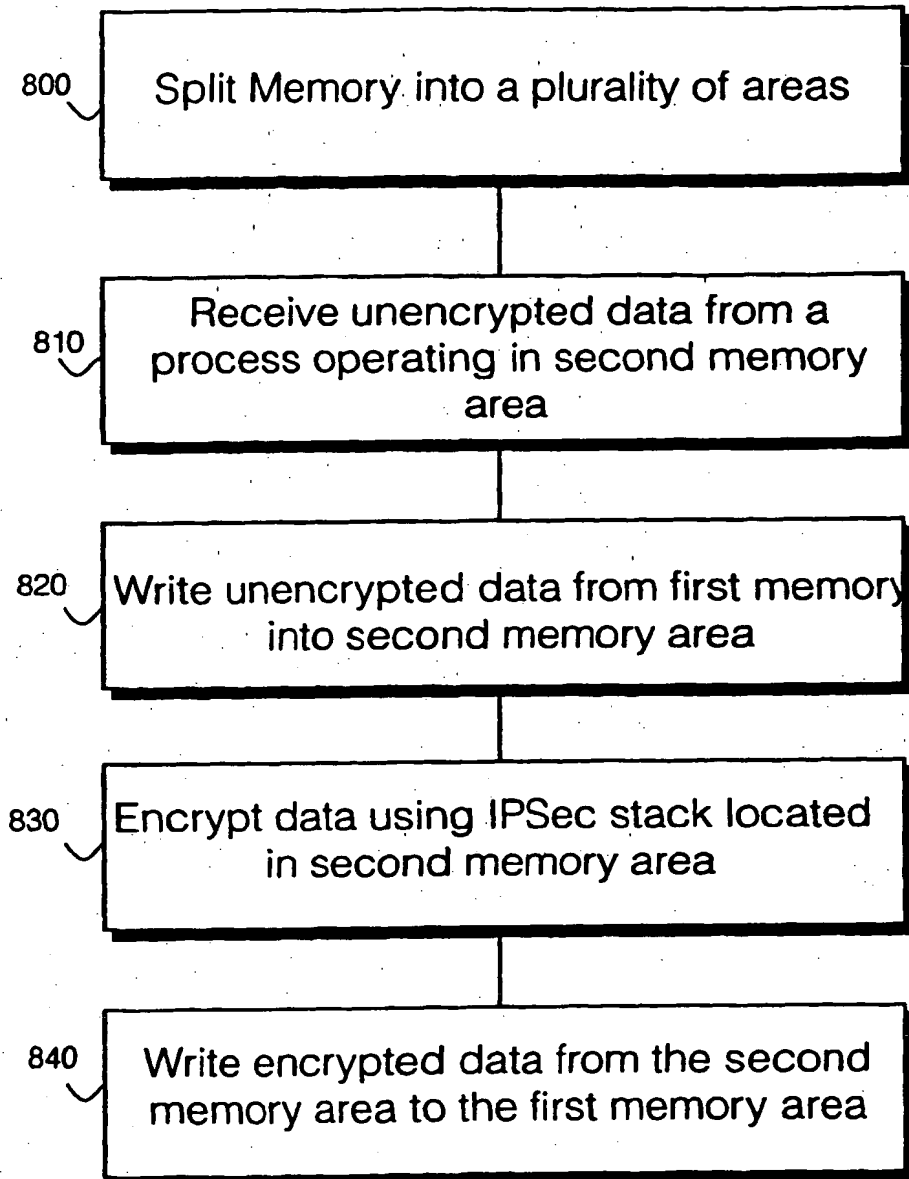 800
Split Memory into a plurality of areas
810
Receive unencrypted data from a
process operating in second memory
area
820
Write unencrypted data from first memory
into second memory area
830
Encrypt data using IPSec stack located
in second memory area
840
Write encrypted data from the second
memory area to the first memory area